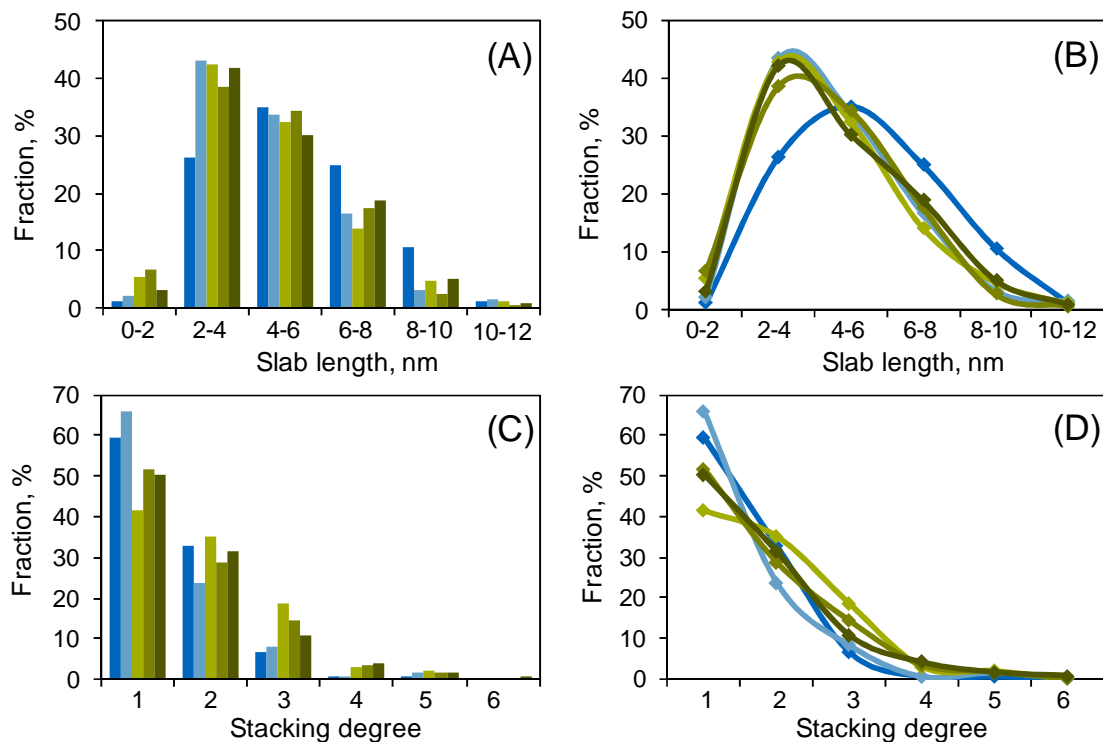 50
40
30
20
10
0
Fraction, %
(A)
0-2 2-4 4-6 6-8 8-10 10-12
Slab length, nm
50
40
30
20
10
0
Fraction, %
(B)
0-2 2-4 4-6 6-8 8-10 10-12
Slab length, nm
70
60
50
40
30
20
10
0
Fraction, %
(C)
1 2 3 4 5 6
Stacking degree
70
60
50
40
30
20
10
0
Fraction, %
(D)
1 2 3 4 5 6
Stacking degree